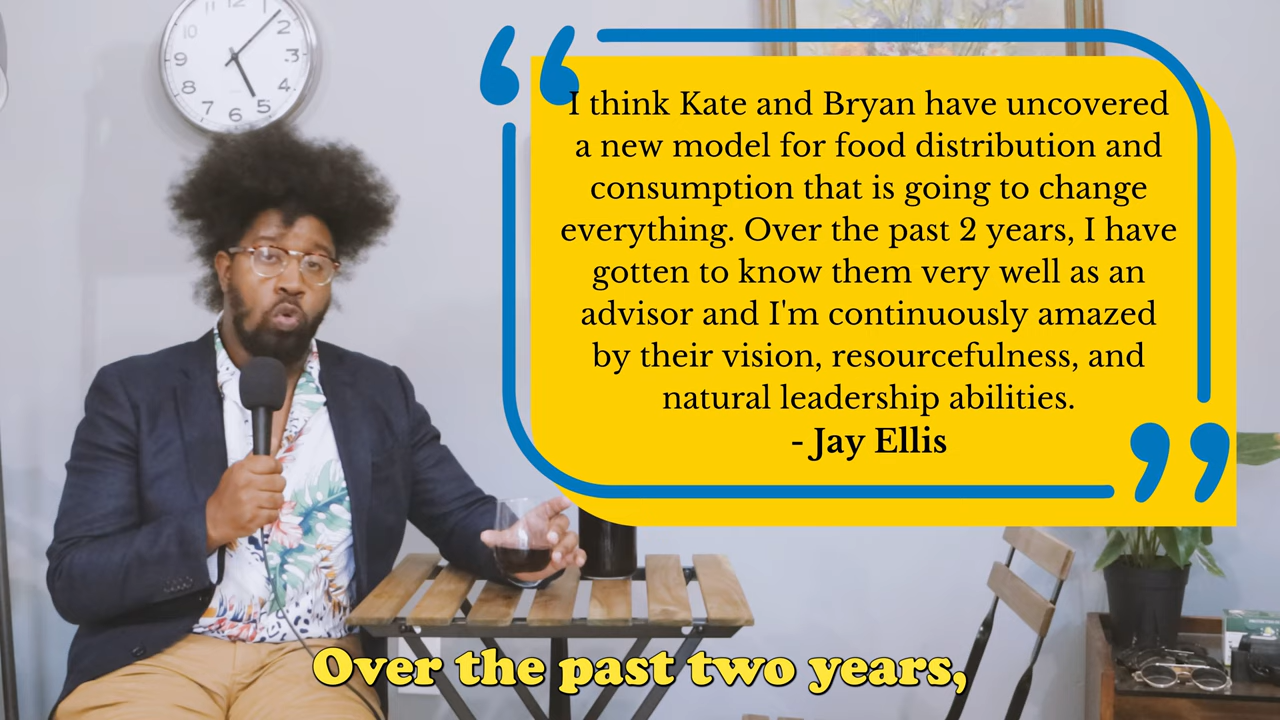 I think Kate and Bryan have uncovered
a new model for food distribution and
consumption that is going to change
everything. Over the past 2 years, I have
gotten to know them very well as an
advisor and I'm continuously amazed
by their vision, resourcefulness, and
natural leadership abilities.
- Jay Ellis
Over the past two years,